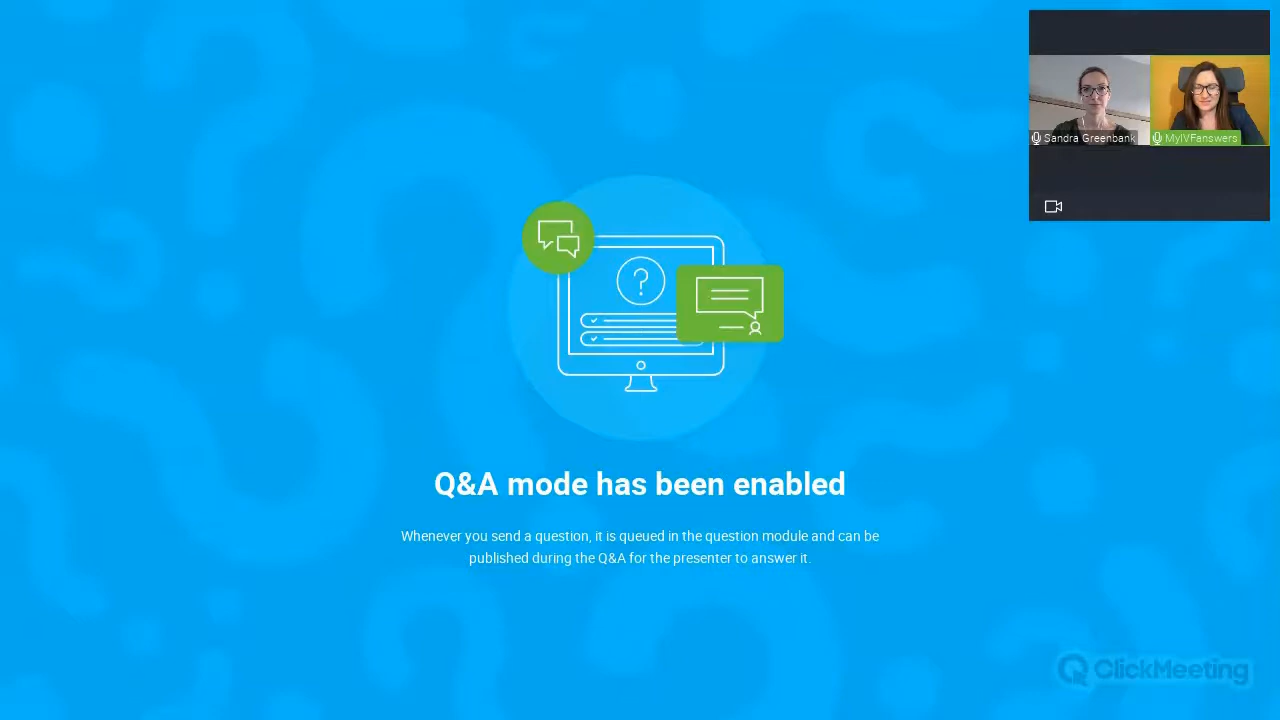 Sandra Greenbank
MyIVFanswers
?
Q&A mode has been enabled
Whenever you send a question, it is queued in the question module and can be
published during the Q&A for the presenter to answer it.
ClickMeeting